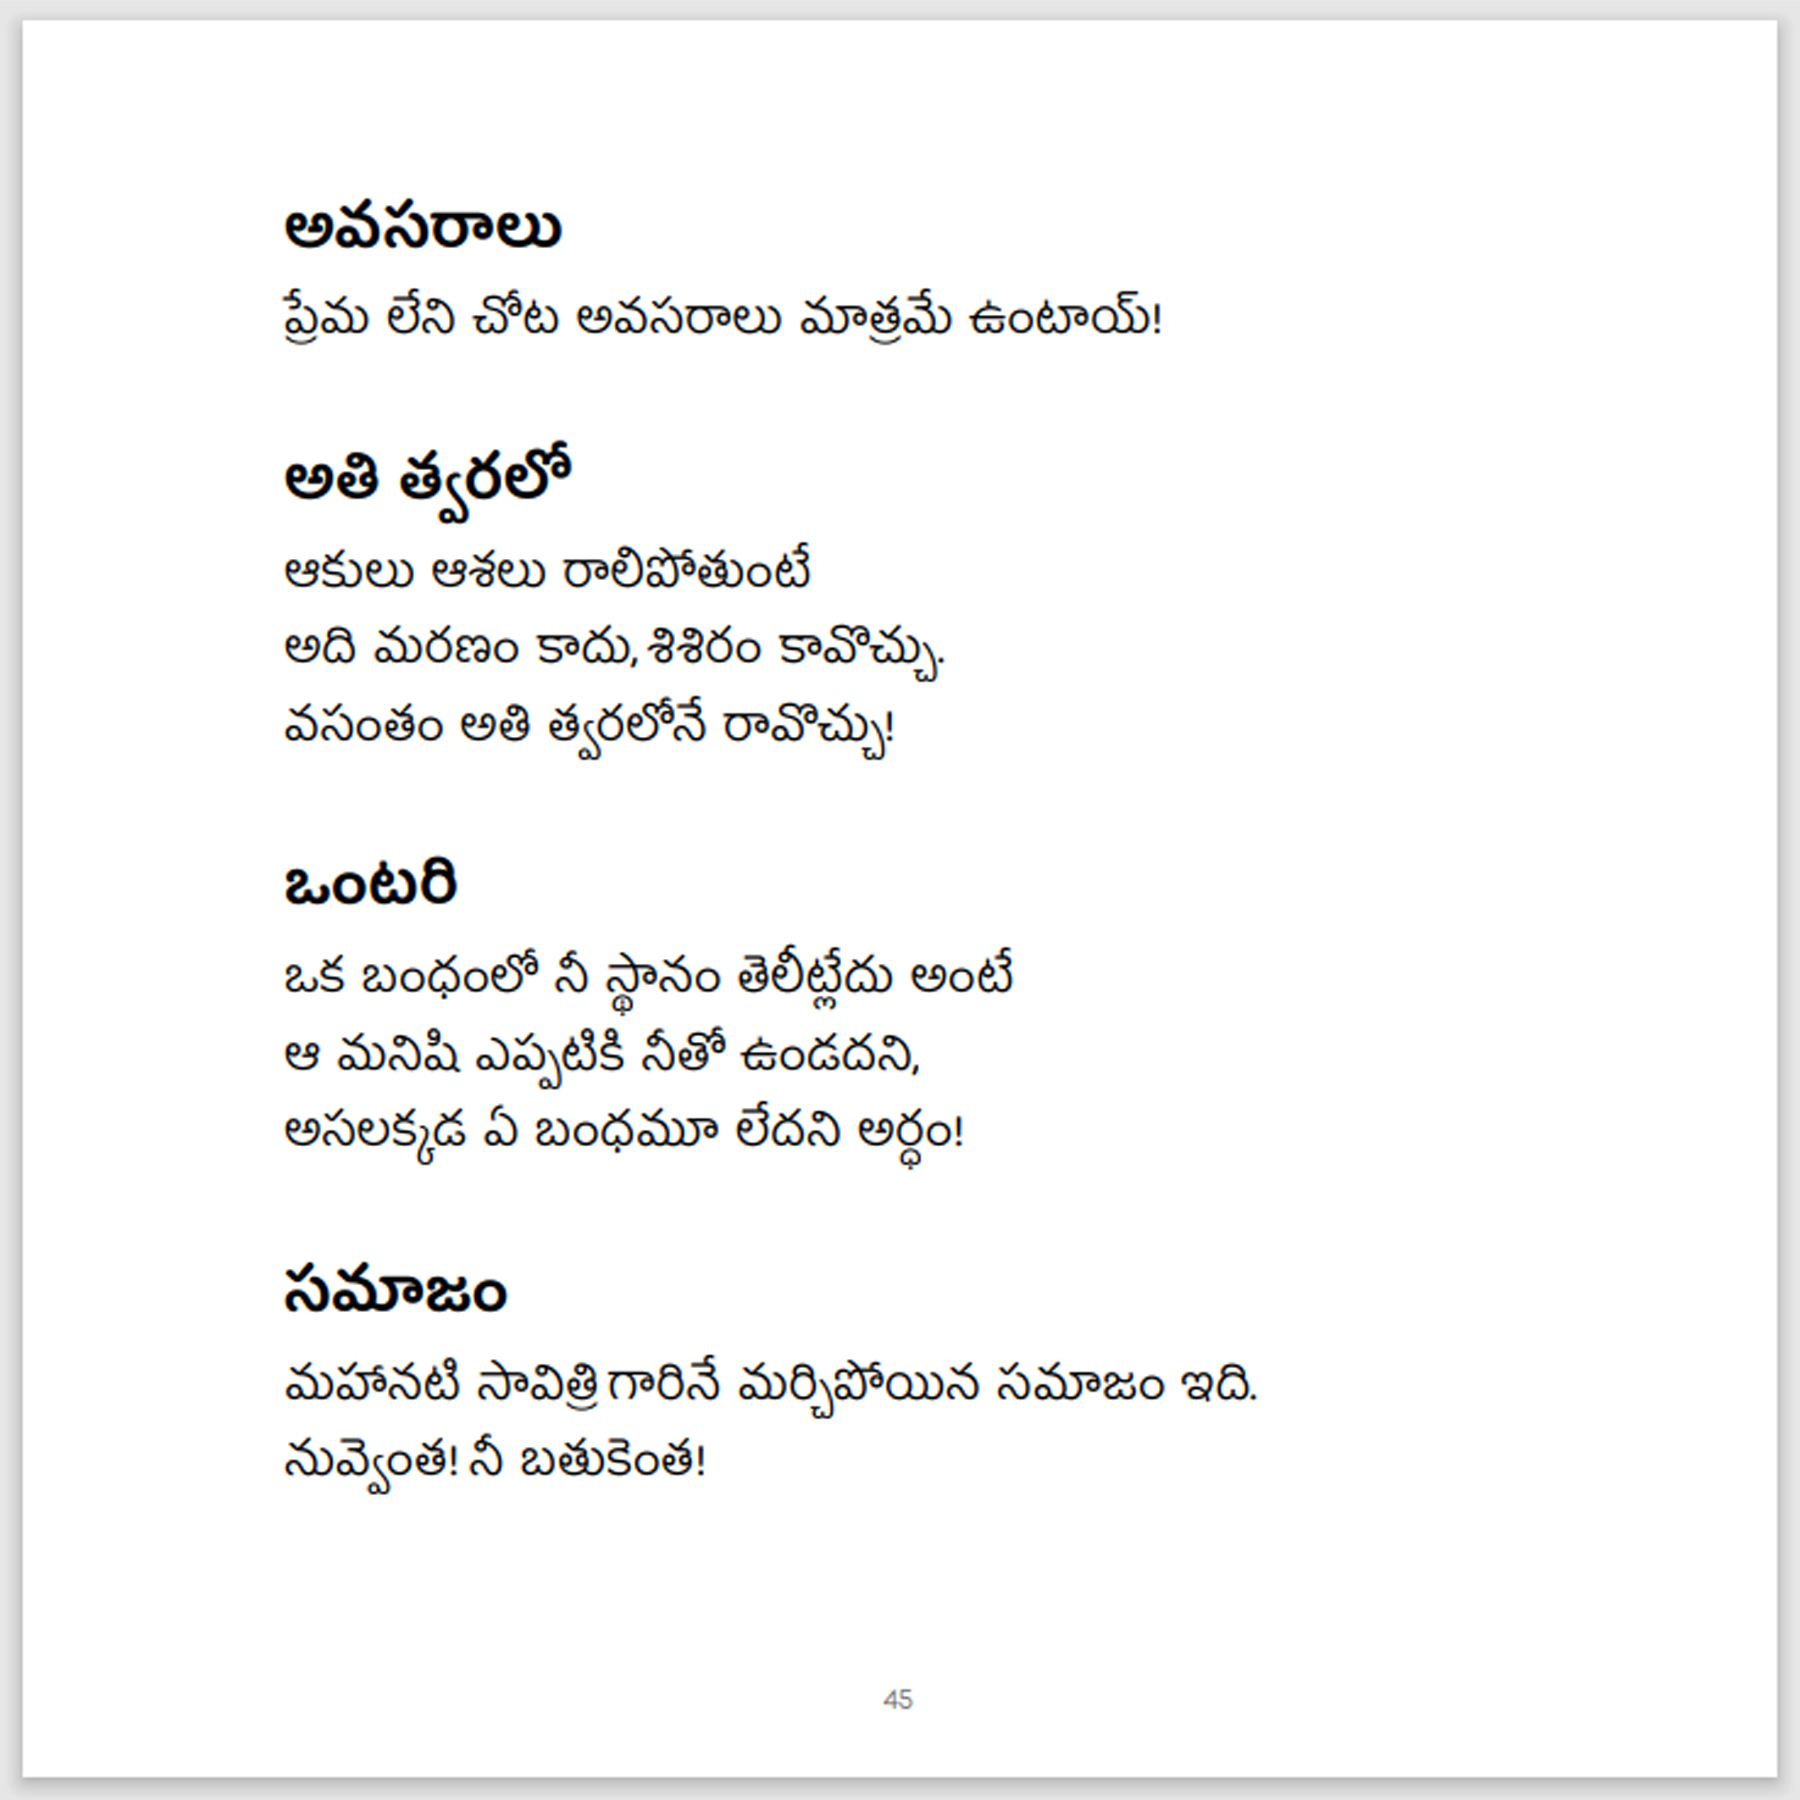 అవసరాలు
ప్రేమ లేని చోట అవసరాలు మాత్రమే ఉంటాయ్!
అతి త్వరలో
ఆకులు ఆశలు రాలిపోతుంటే
అది మరణం కాదు, శిశిరం కావొచ్చు.
వసంతం అతి త్వరలోనే రావొచ్చు!
ఒంటరి
ఒక బంధంలో నీ స్థానం తెలీట్లేదు అంటే
ఆ మనిషి ఎప్పటికి నీతో ఉండదని,
అసలక్కడ ఏ బంధమూ లేదని అర్ధం!
సమాజం
మహానటి సావిత్రి గారినే మర్చిపోయిన సమాజం ఇది.
నువ్వెంత! నీ బతుకెంత!
45